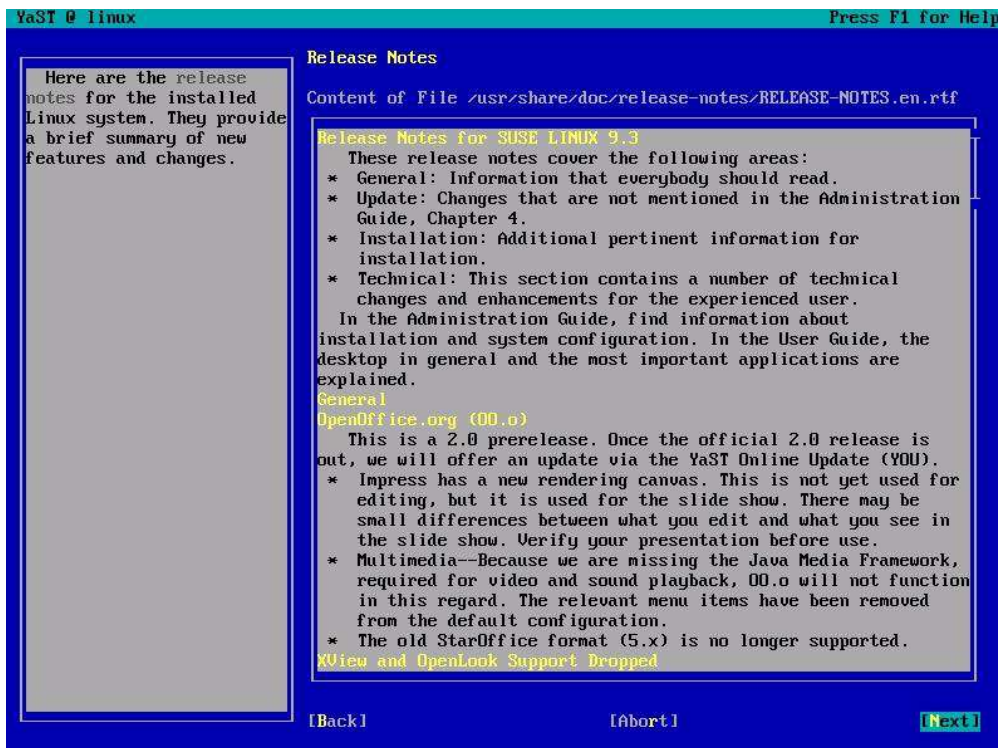 YaST @ linux Press F1 for Help
Here are the release
notes for the installed
Linux system. They provide
a brief summary of new
features and changes.
Release Notes
Content of File /usr/share/doc/release-notes/RELEASE-NOTES.en.rtf
Release Notes for SUSE LINUX 9.3
These release notes cover the following areas:
* General: Information that everybody should read.
* Update: Changes that are not mentioned in the Administration
Guide, Chapter 4.
* Installation: Additional pertinent information for
installation.
* Technical: This section contains a number of technical
changes and enhancements for the experienced user.
In the Administration Guide, find information about
installation and system configuration. In the User Guide, the
desktop in general and the most important applications are
explained.
General
OpenOffice.org (OO.o)
This is a 2.0 prerelease. Once the official 2.0 release is
out, we will offer an update via the YaST Online Update (YOU).
* Impress has a new rendering canvas. This is not yet used for
editing, but it is used for the slide show. There may be
small differences between what you edit and what you see in
the slide show. Verify your presentation before use.
* Multimedia--Because we are missing the Java Media Framework,
required for video and sound playback, OO.o will not function
in this regard. The relevant menu items have been removed
from the default configuration.
* The old StarOffice format (5.x) is no longer supported.
XView and OpenLook Support Dropped
[Back] [Abort] [Next]